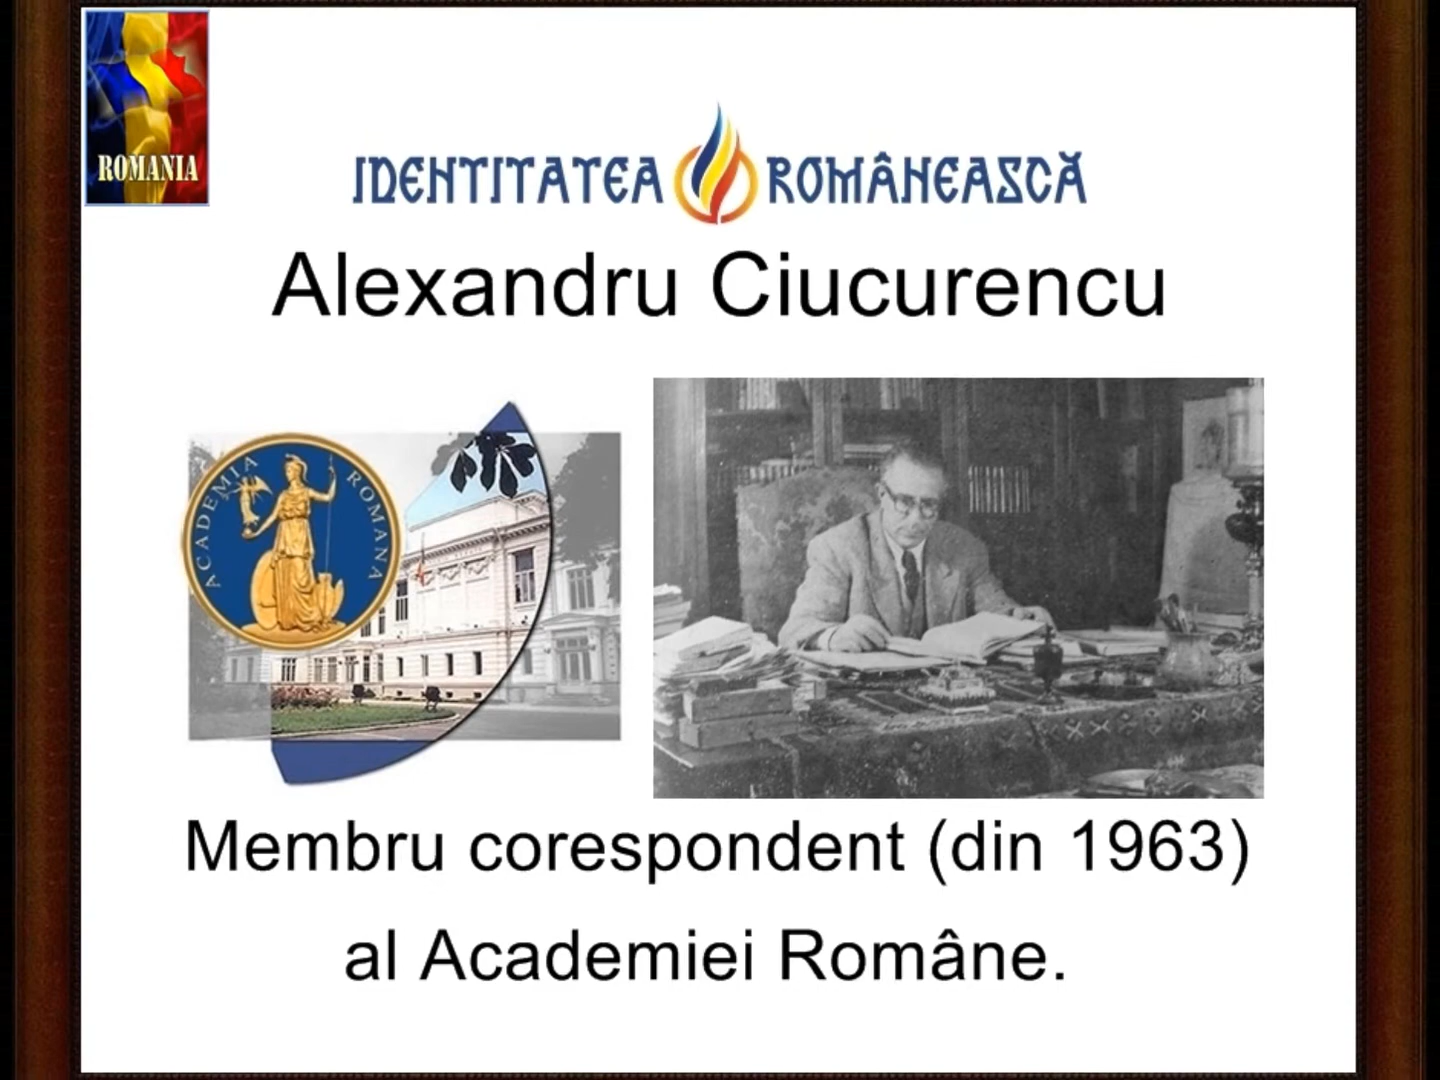 ROMANIA
IDENTITATEA ROMÂNEASCĂ
Alexandru Ciucurencu
ACADEMIA ROMANA
Membru corespondent (din 1963)
al Academiei Române.